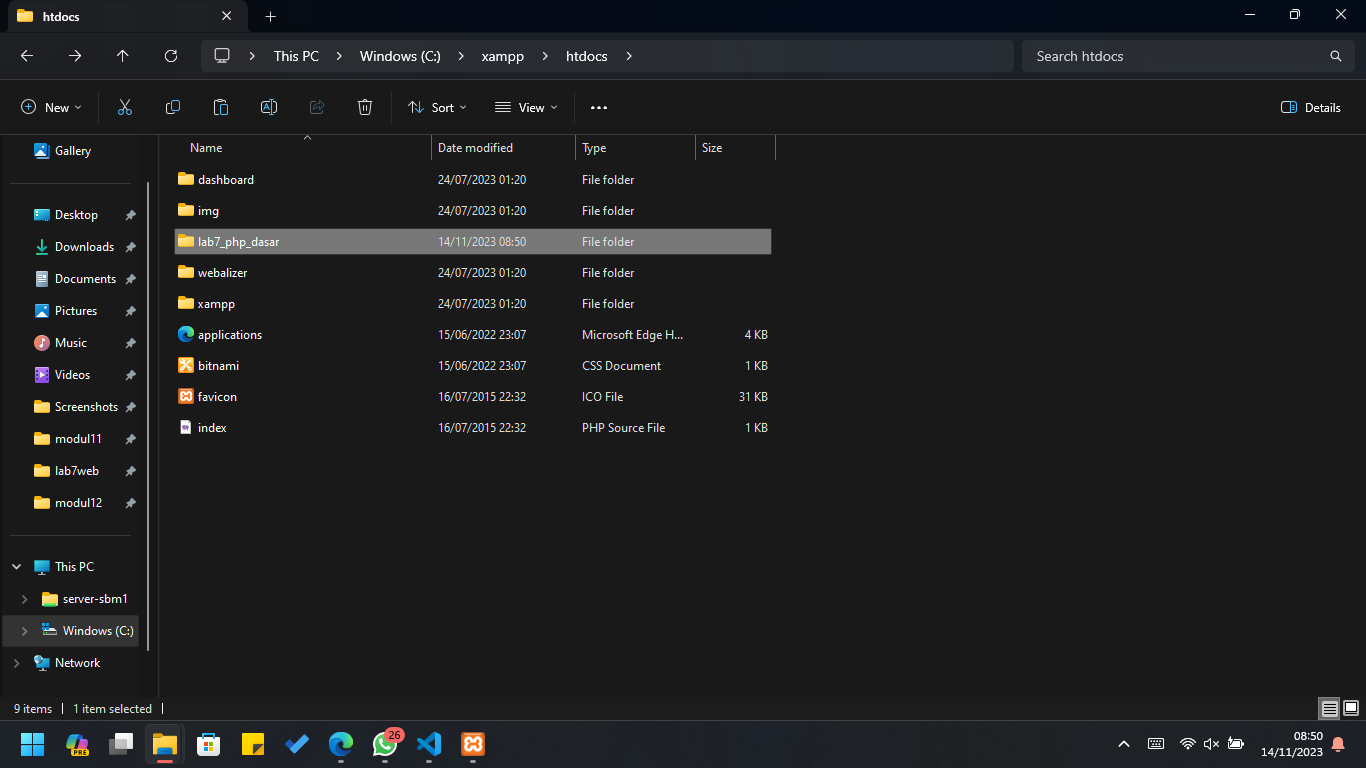 htdocs
This PC > Windows (C:) > xampp > htdocs >
Search htdocs
New
Sort
View
Details
Gallery
Desktop
Downloads
Documents
Pictures
Music
Videos
Screenshots
modul11
lab7web
modul12
This PC
server-sbm1
Windows (C:)
Network
Name Date modified Type Size
dashboard 24/07/2023 01:20 File folder
img 24/07/2023 01:20 File folder
lab7_php_dasar 14/11/2023 08:50 File folder
webalizer 24/07/2023 01:20 File folder
xampp 24/07/2023 01:20 File folder
applications 15/06/2022 23:07 Microsoft Edge H... 4 KB
bitnami 15/06/2022 23:07 CSS Document 1 KB
favicon 16/07/2015 22:32 ICO File 31 KB
index 16/07/2015 22:32 PHP Source File 1 KB
9 items | 1 item selected |
PRE
26
08:50
14/11/2023